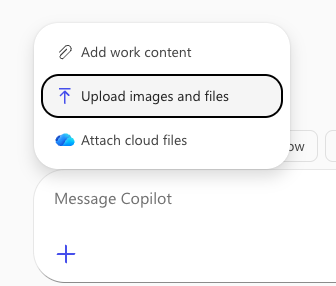 Add work content
Upload images and files
Attach cloud files
Message Copilot